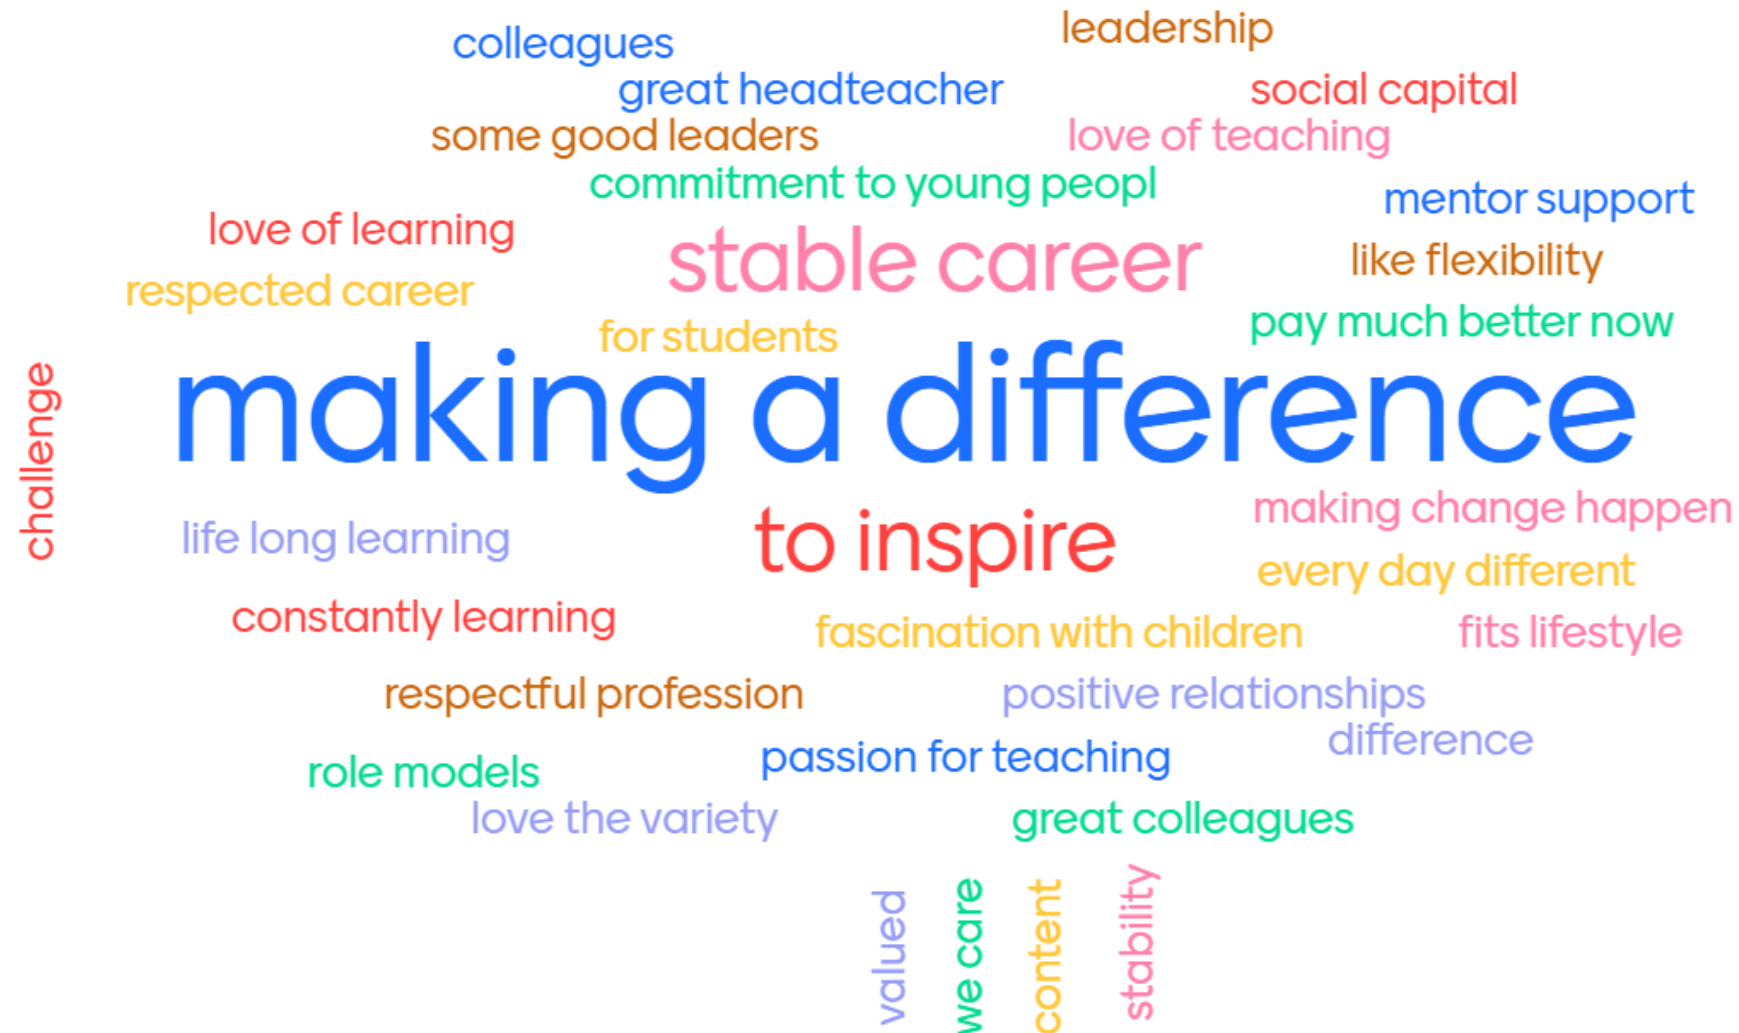 leadership
colleagues
great headteacher
social capital
some good leaders
love of teaching
commitment to young peopl
mentor support
love of learning
stable career
like flexibility
respected career
pay much better now
for students
making a difference
challenge
making change happen
life long learning
to inspire
every day different
constantly learning
fascination with children
fits lifestyle
respectful profession
positive relationships
difference
passion for teaching
role models
love the variety
great colleagues
valued
we care
content
stability